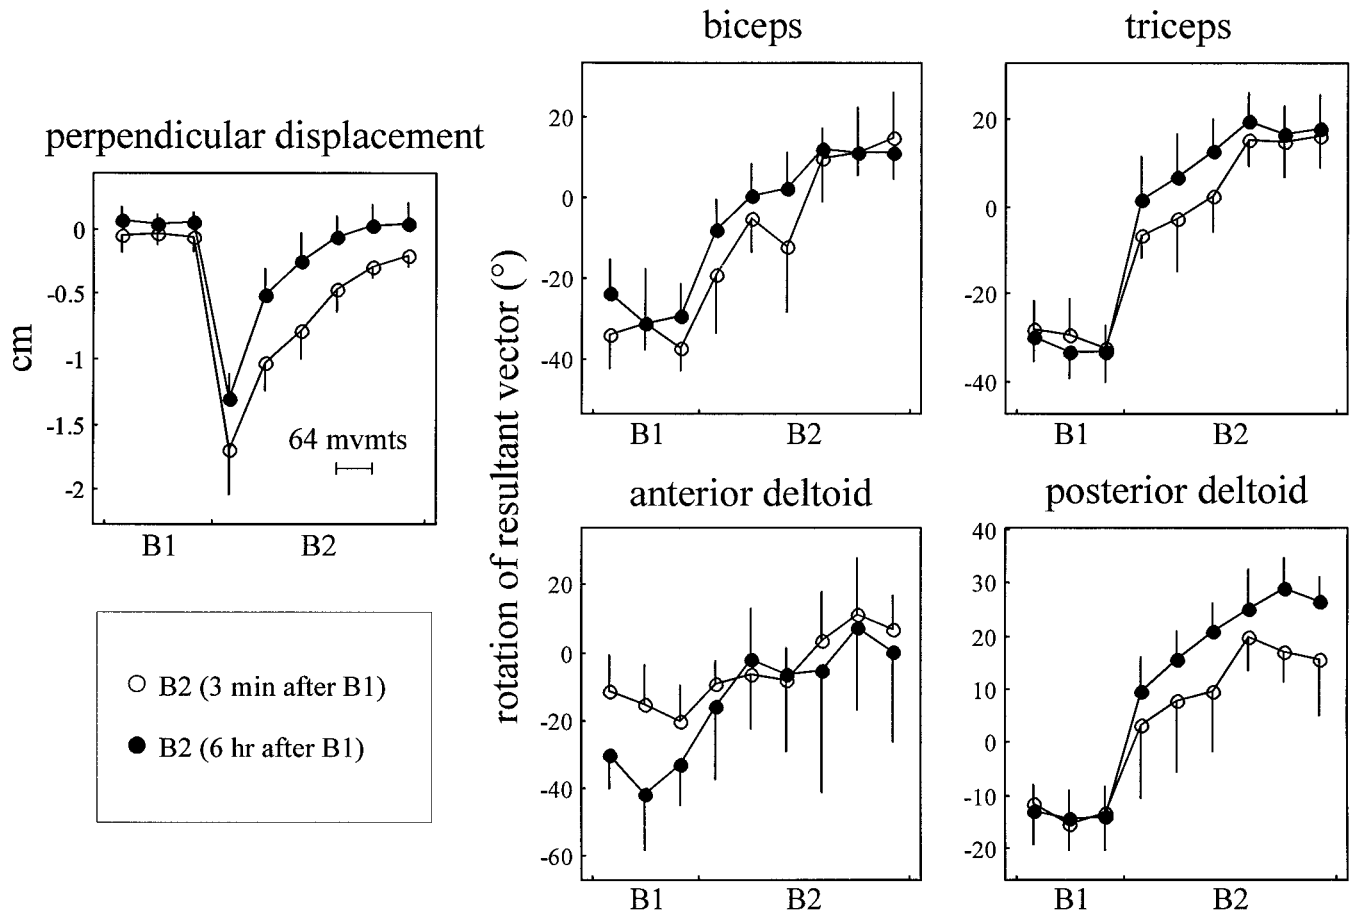 perpendicular displacement
cm
0
-0.5
-1
-1.5
-2
64 mvmts
B1 B2
B2 (3 min after B1)
B2 (6 hr after B1)
rotation of resultant vector (°)
biceps
20
0
-20
-40
B1 B2
triceps
20
0
-20
-40
B1 B2
anterior deltoid
20
0
-20
-40
-60
B1 B2
posterior deltoid
40
30
20
10
0
-10
-20
B1 B2